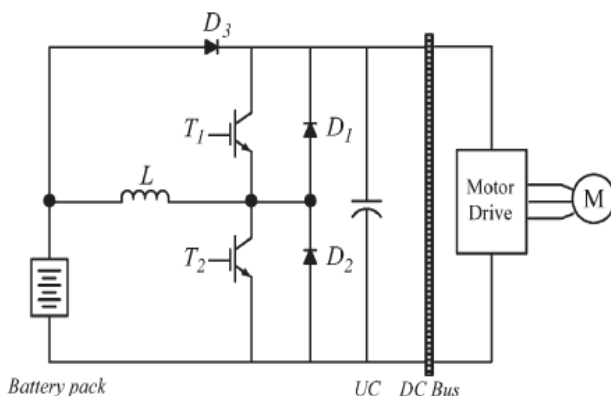 D3
T1
D1
L
Motor
Drive
M
T2
D2
Battery pack
UC
DC Bus